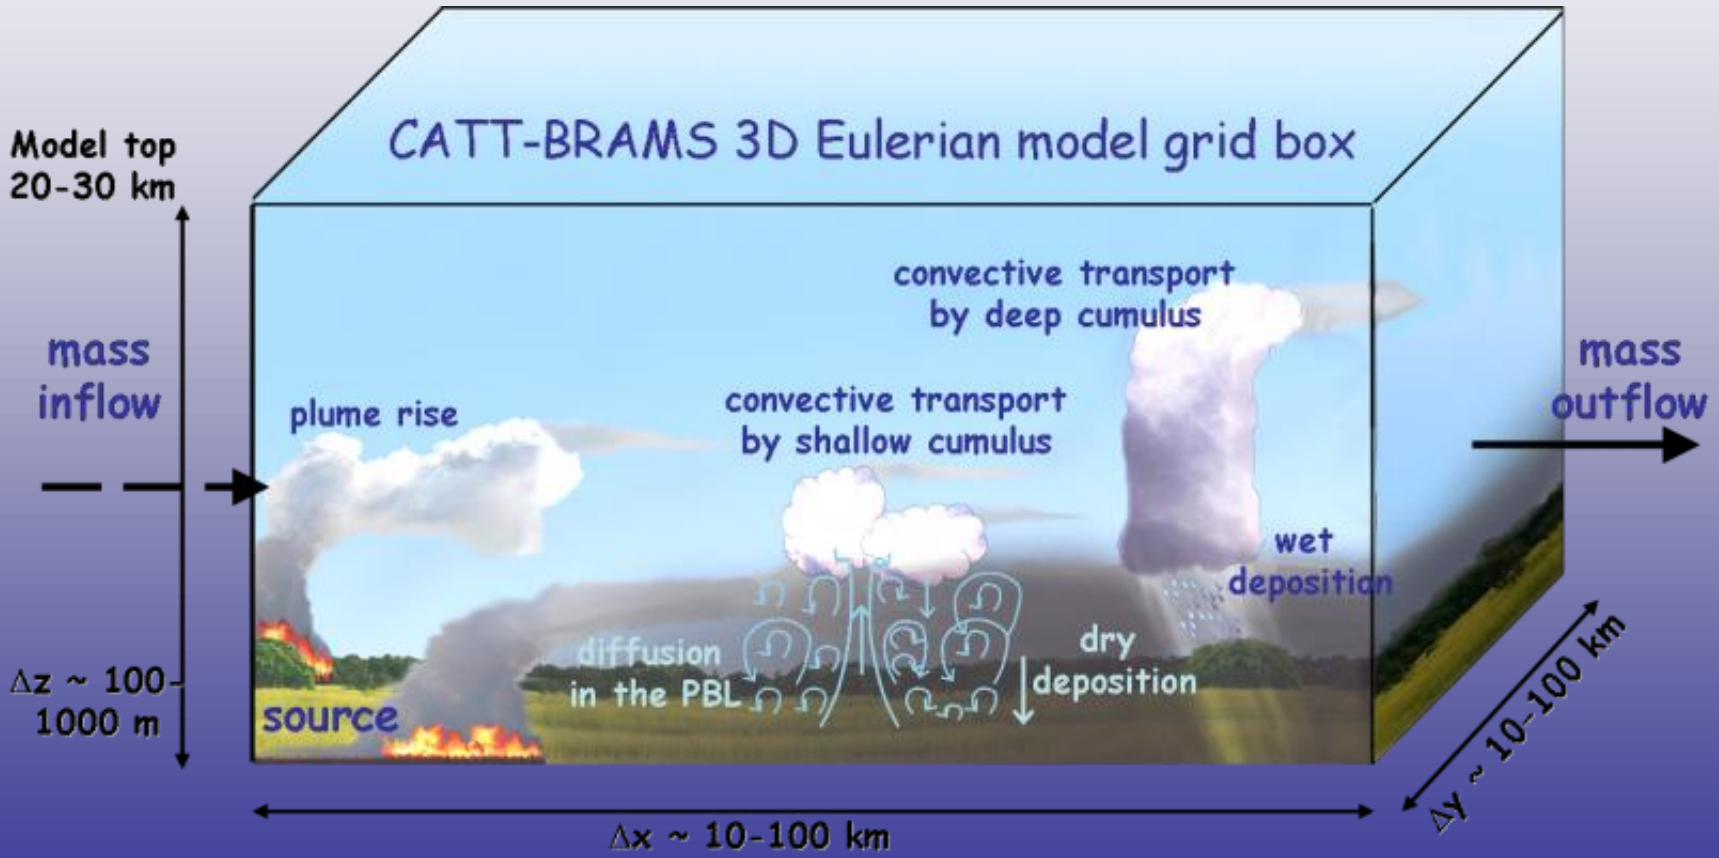 CATT-BRAMS 3D Eulerian model grid box
Model top
20-30 km
convective transport
by deep cumulus
mass
inflow
mass
outflow
plume rise
convective transport
by shallow cumulus
wet
deposition
diffusion
in the PBL
dry
deposition
Δz ~ 100-
1000 m
source
Δx ~ 10-100 km
Δy ~ 10-100 km